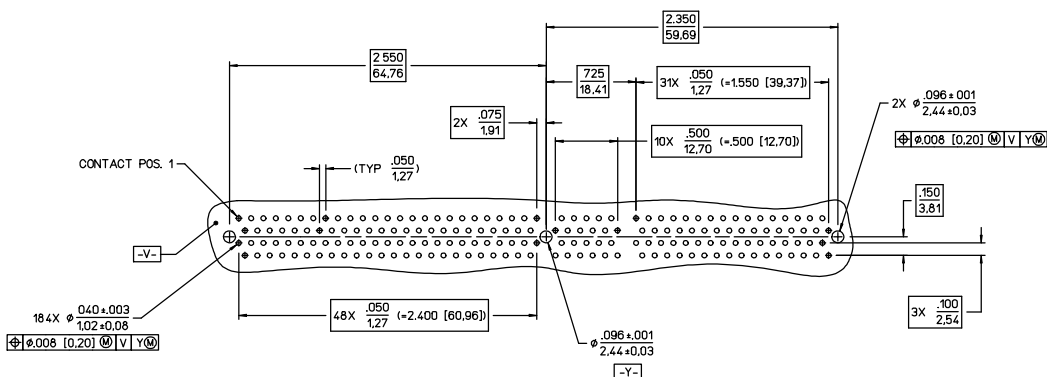 2.350
59,69
2 550
64,76
725
18,41
31X .050 (=1.550 [39,37])
1,27
2X .075
1,91
10X .500 (=.500 [12,70])
12,70
2X ⌀ .096±.001
2,44±0,03
⌖ ⌀.008 [0,20] Ⓜ V YⓂ
CONTACT POS. 1
(TYP .050)
1,27
.150
3,81
-V-
184X ⌀ 040±.003
1,02±0,08
⌖ ⌀.008 [0,20] Ⓜ V YⓂ
48X .050 (=2.400 [60,96])
1,27
⌀ .096±.001
2,44±0,03
-Y-
3X .100
2,54